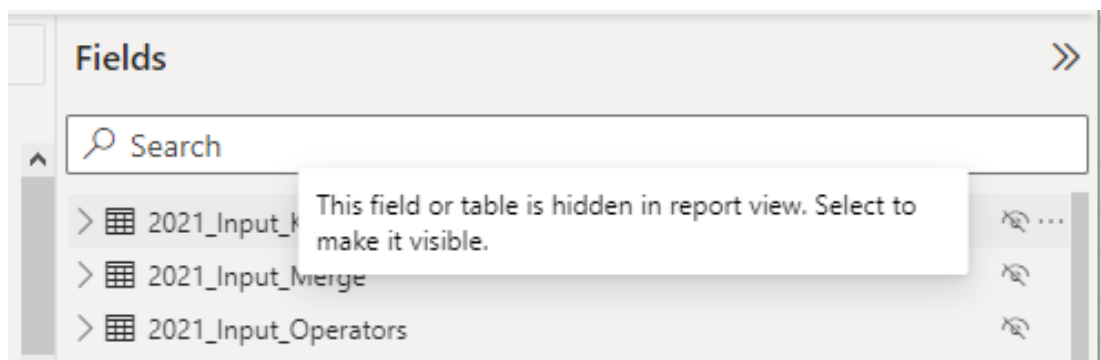 Fields
Search
This field or table is hidden in report view. Select to
make it visible.
2021_Input_Merge
2021_Input_Operators